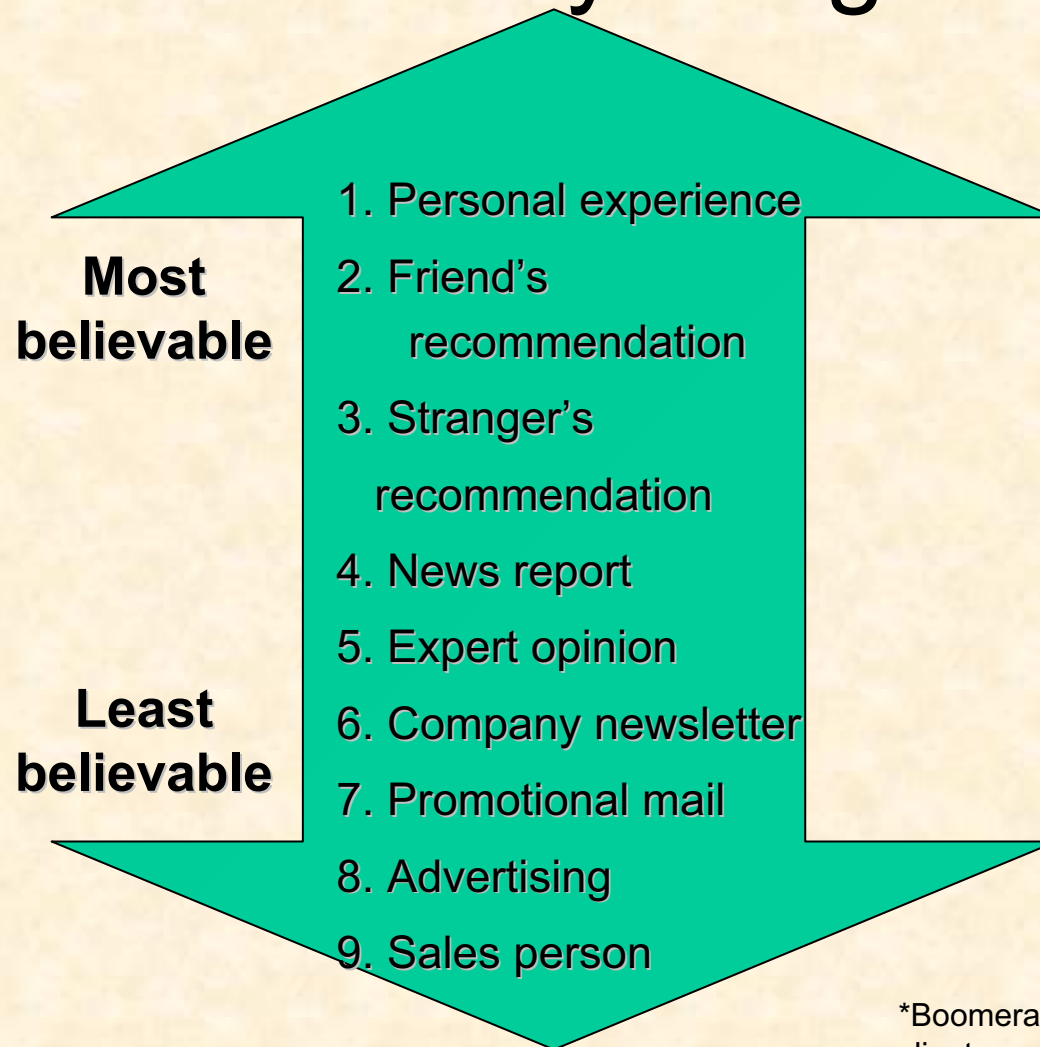 1. Personal experience
Most
believable
2. Friend’s
recommendation
3. Stranger’s
recommendation
4. News report
5. Expert opinion
Least
believable
6. Company newsletter
7. Promotional mail
8. Advertising
9. Sales person